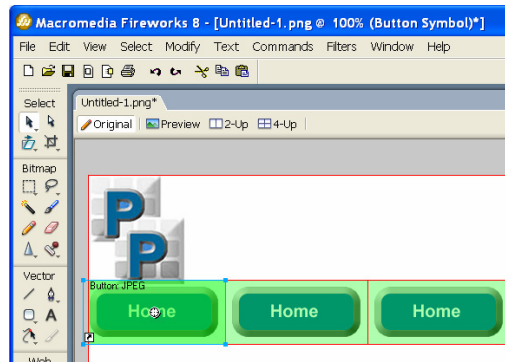 Macromedia Fireworks 8 - [Untitled-1.png @ 100% (Button Symbol)*]
File Edit View Select Modify Text Commands Filters Window Help
Select
Untitled-1.png*
Original Preview 2-Up 4-Up
Bitmap
P
P
Vector
Button: JPEG
Home Home Home
Web